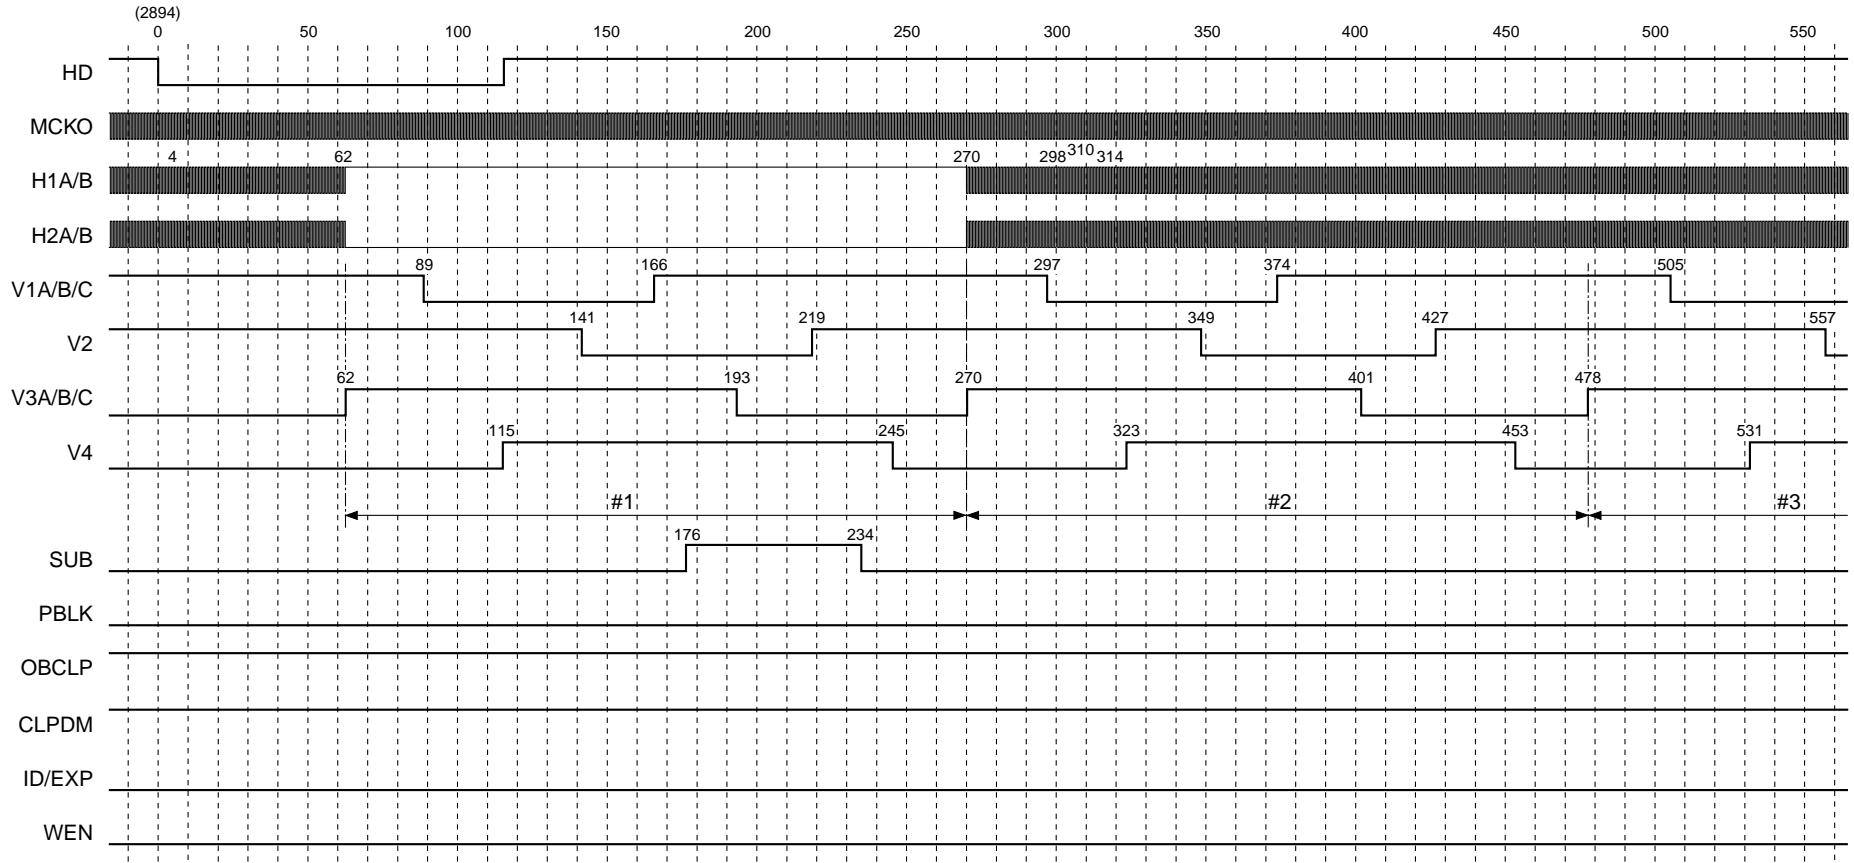 (2894)
0 50 100 150 200 250 300 350 400 450 500 550
HD
MCKO
4 62 270 298 310 314
H1A/B
H2A/B
89 166 297 374 505
V1A/B/C
141 219 349 427 557
V2
62 193 270 401 478
V3A/B/C
115 245 323 453 531
V4
#1 #2 #3
176 234
SUB
PBLK
OBCLP
CLPDM
ID/EXP
WEN